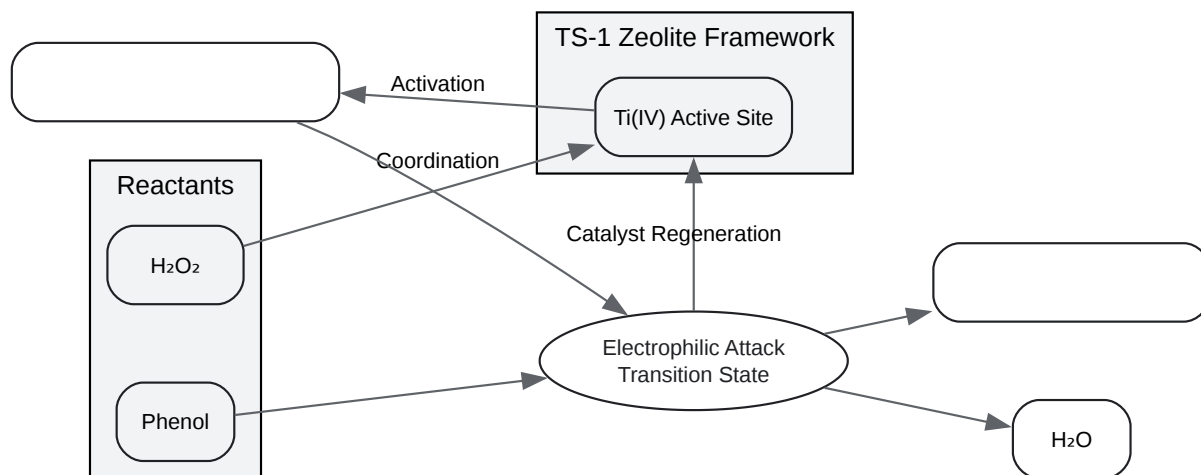 TS-1 Zeolite Framework
Activation
Ti(IV) Active Site
Coordination
Reactants
H₂O₂
Catalyst Regeneration
Electrophilic Attack
Transition State
Phenol
H₂O